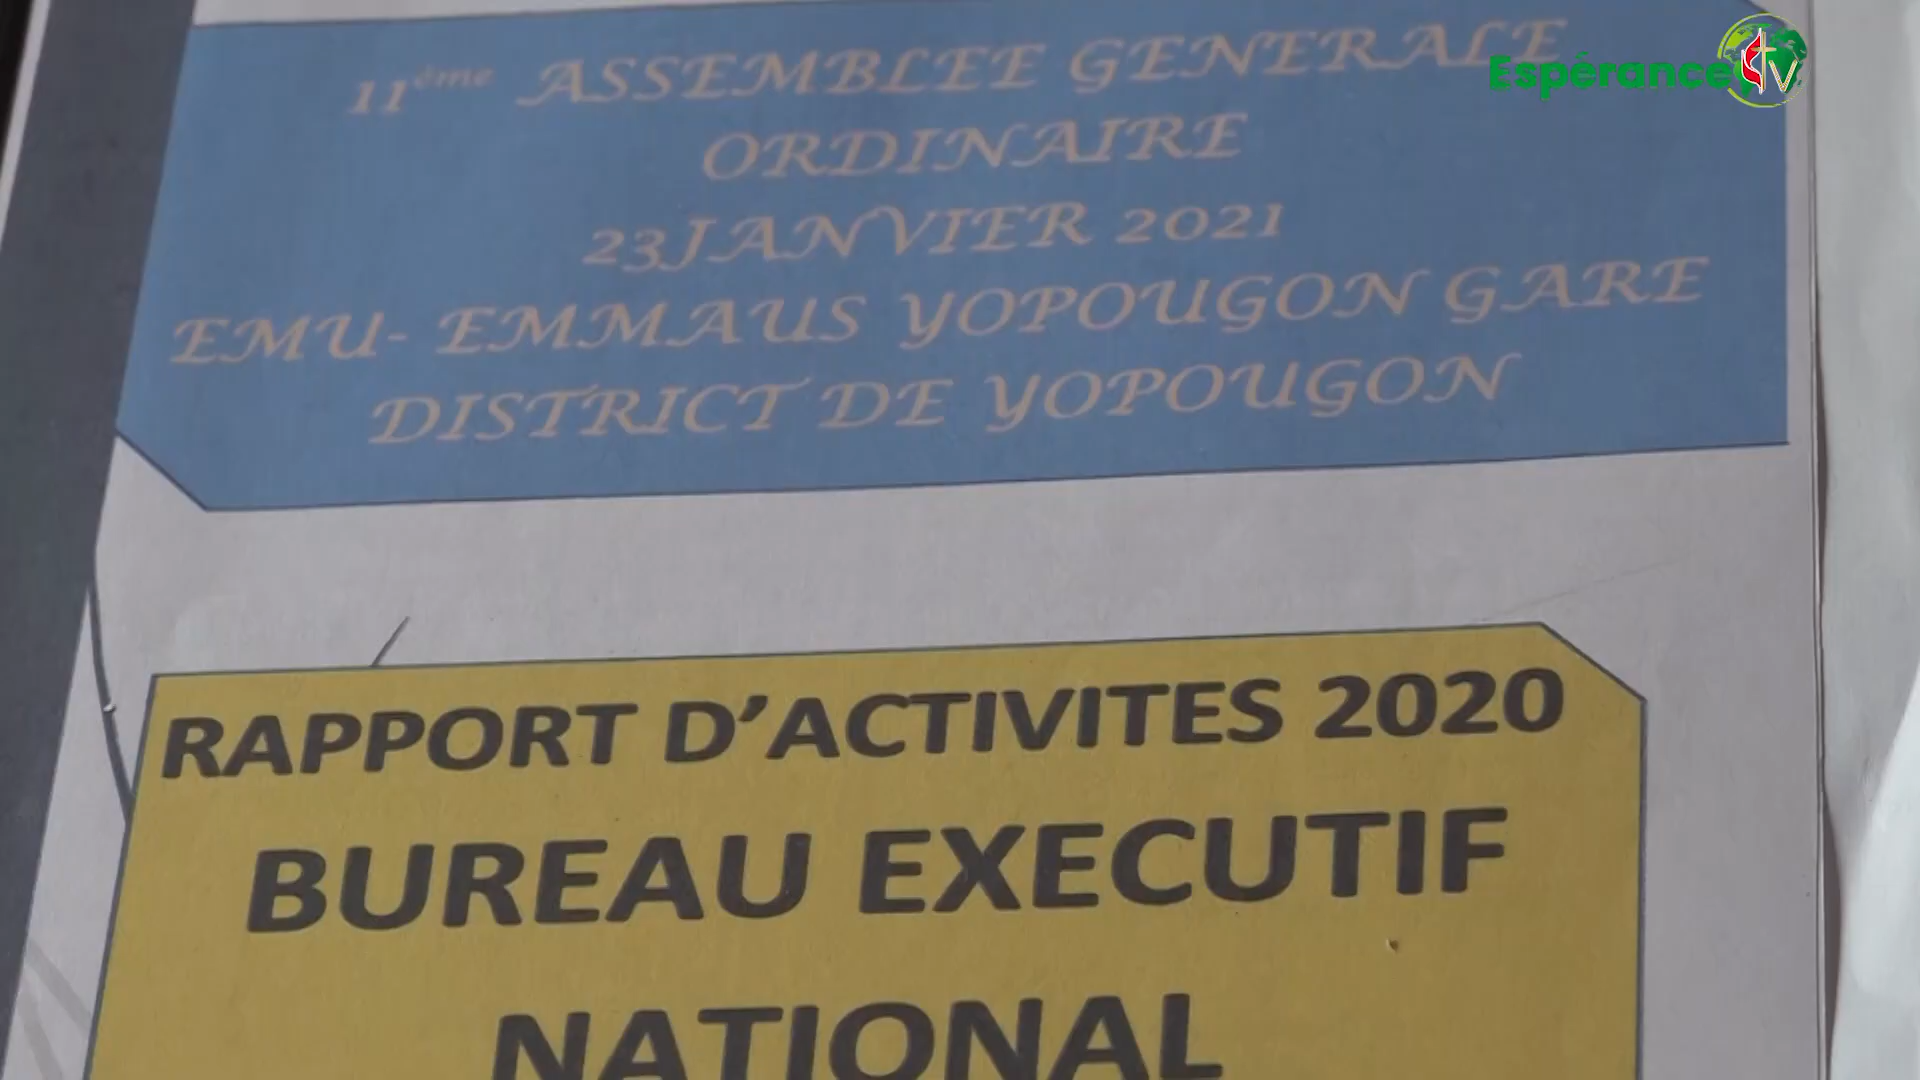 11ème ASSEMBLEE GENERALE
ORDINAIRE
23JANVIER 2021
EMU- EMMAUS YOPOUGON GARE
DISTRICT DE YOPOUGON
RAPPORT D'ACTIVITES 2020
BUREAU EXECUTIF
NATIONAL
Espérance TV